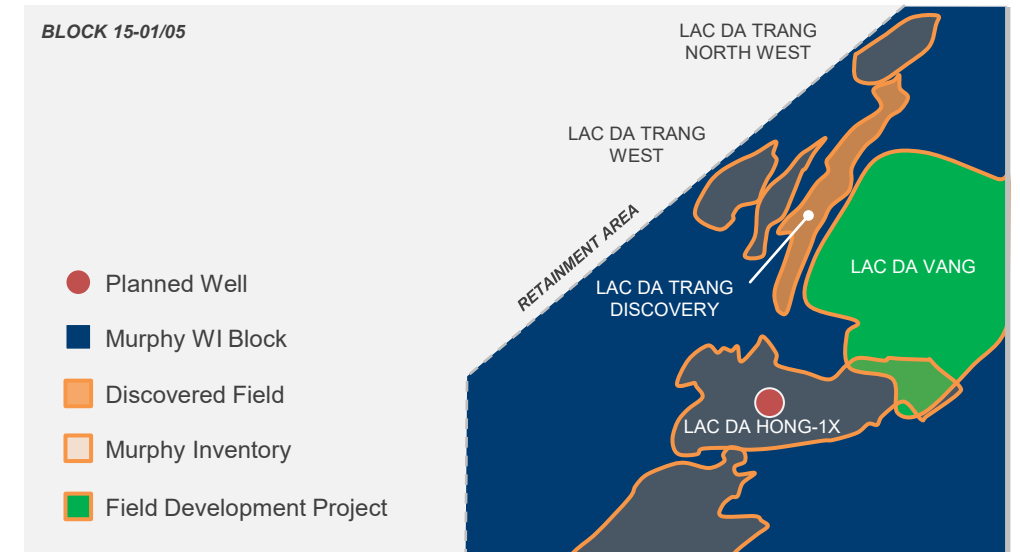 BLOCK 15-01/05
LAC DA TRANG
NORTH WEST
LAC DA TRANG
WEST
RETAINMENT AREA
LAC DA VANG
LAC DA TRANG
DISCOVERY
LAC DA HONG-1X
Planned Well
Murphy WI Block
Discovered Field
Murphy Inventory
Field Development Project